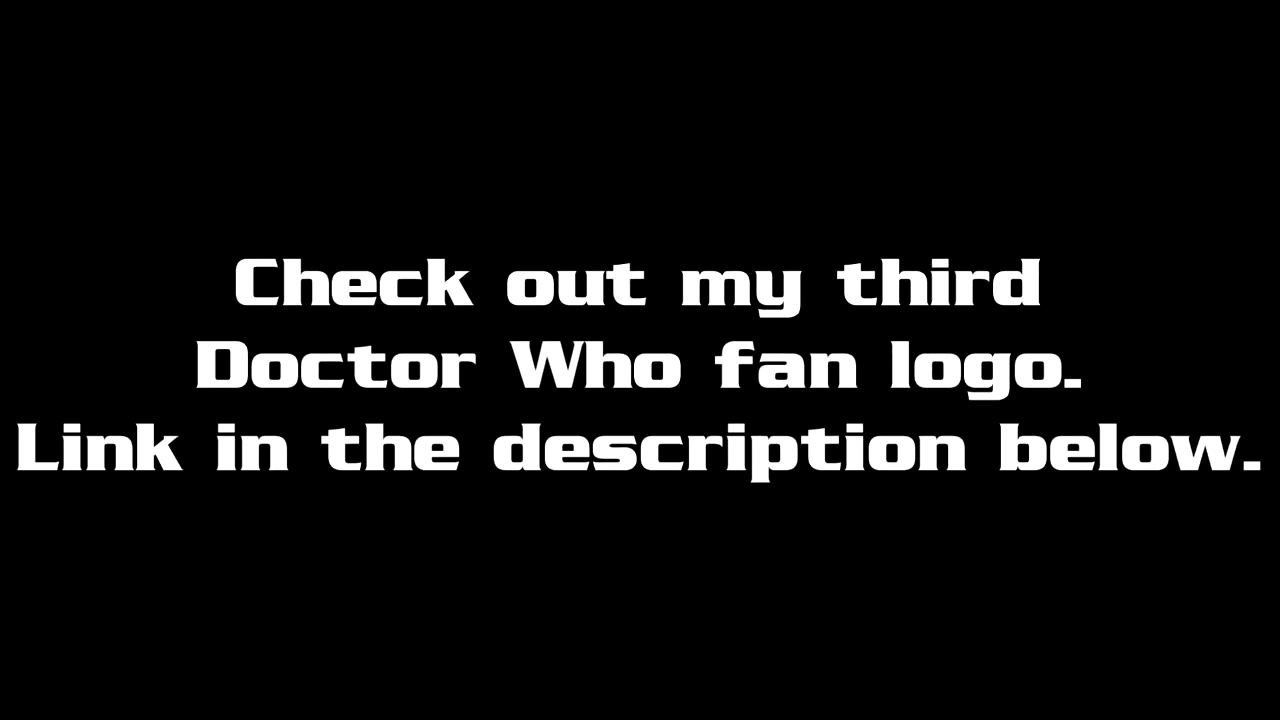 Check out my third
Doctor Who fan logo.
Link in the description below.